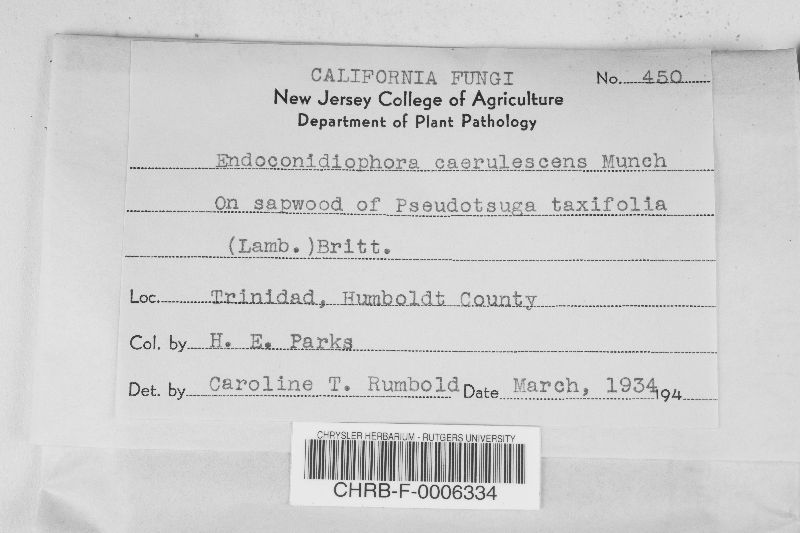 CALIFORNIA FUNGI No. 450
New Jersey College of Agriculture
Department of Plant Pathology
Endoconidiophora caerulescens Munch
On sapwood of Pseudotsuga taxifolia
(Lamb.)Britt.
Loc. Trinidad, Humboldt County
Col. by H. E. Parks
Det. by Caroline T. Rumbold Date March, 1934 194
CHRYSLER HERBARIUM - RUTGERS UNIVERSITY
CHRB-F-0006334